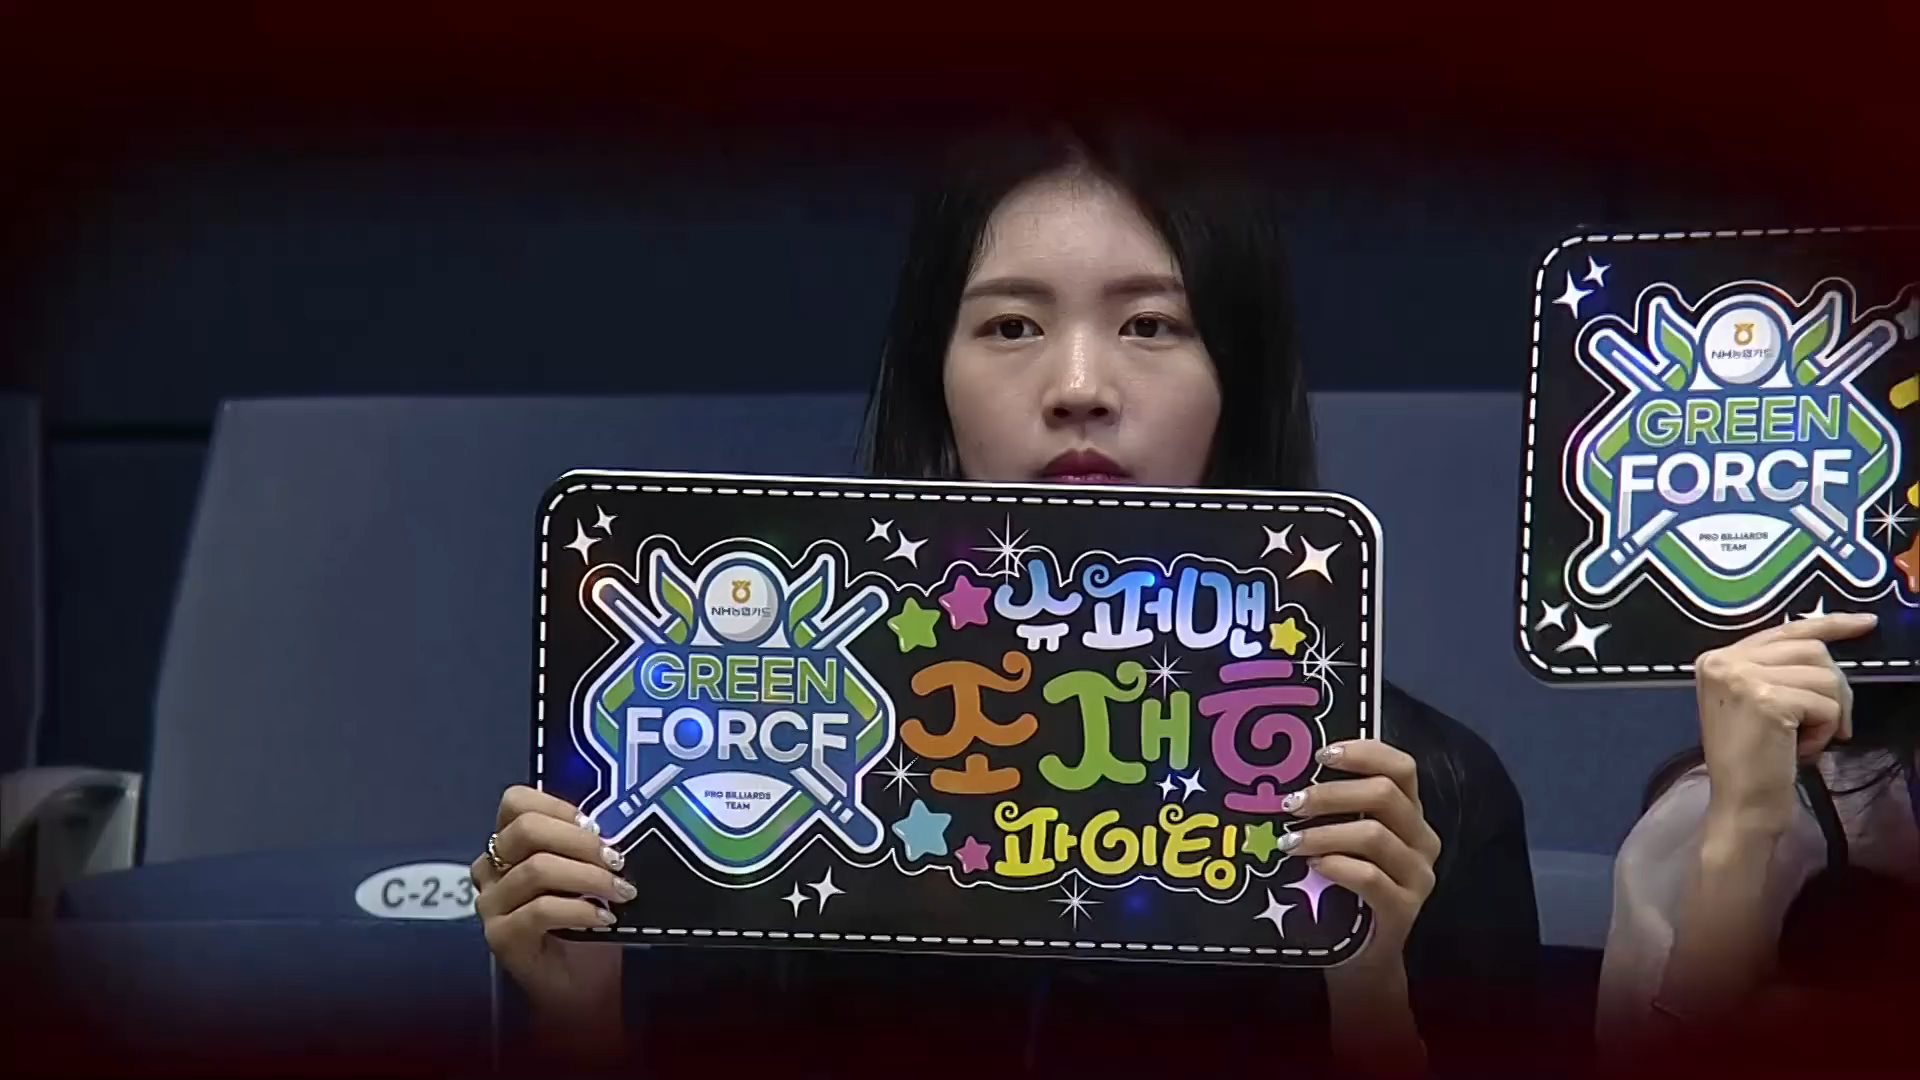 NH농협카드
GREEN
FORCE
PRO BILLIARDS
TEAM
슈퍼맨
조재호
파이팅!
C-2-3
NH농협카드
GREEN
FORCE
PRO BILLIARDS
TEAM